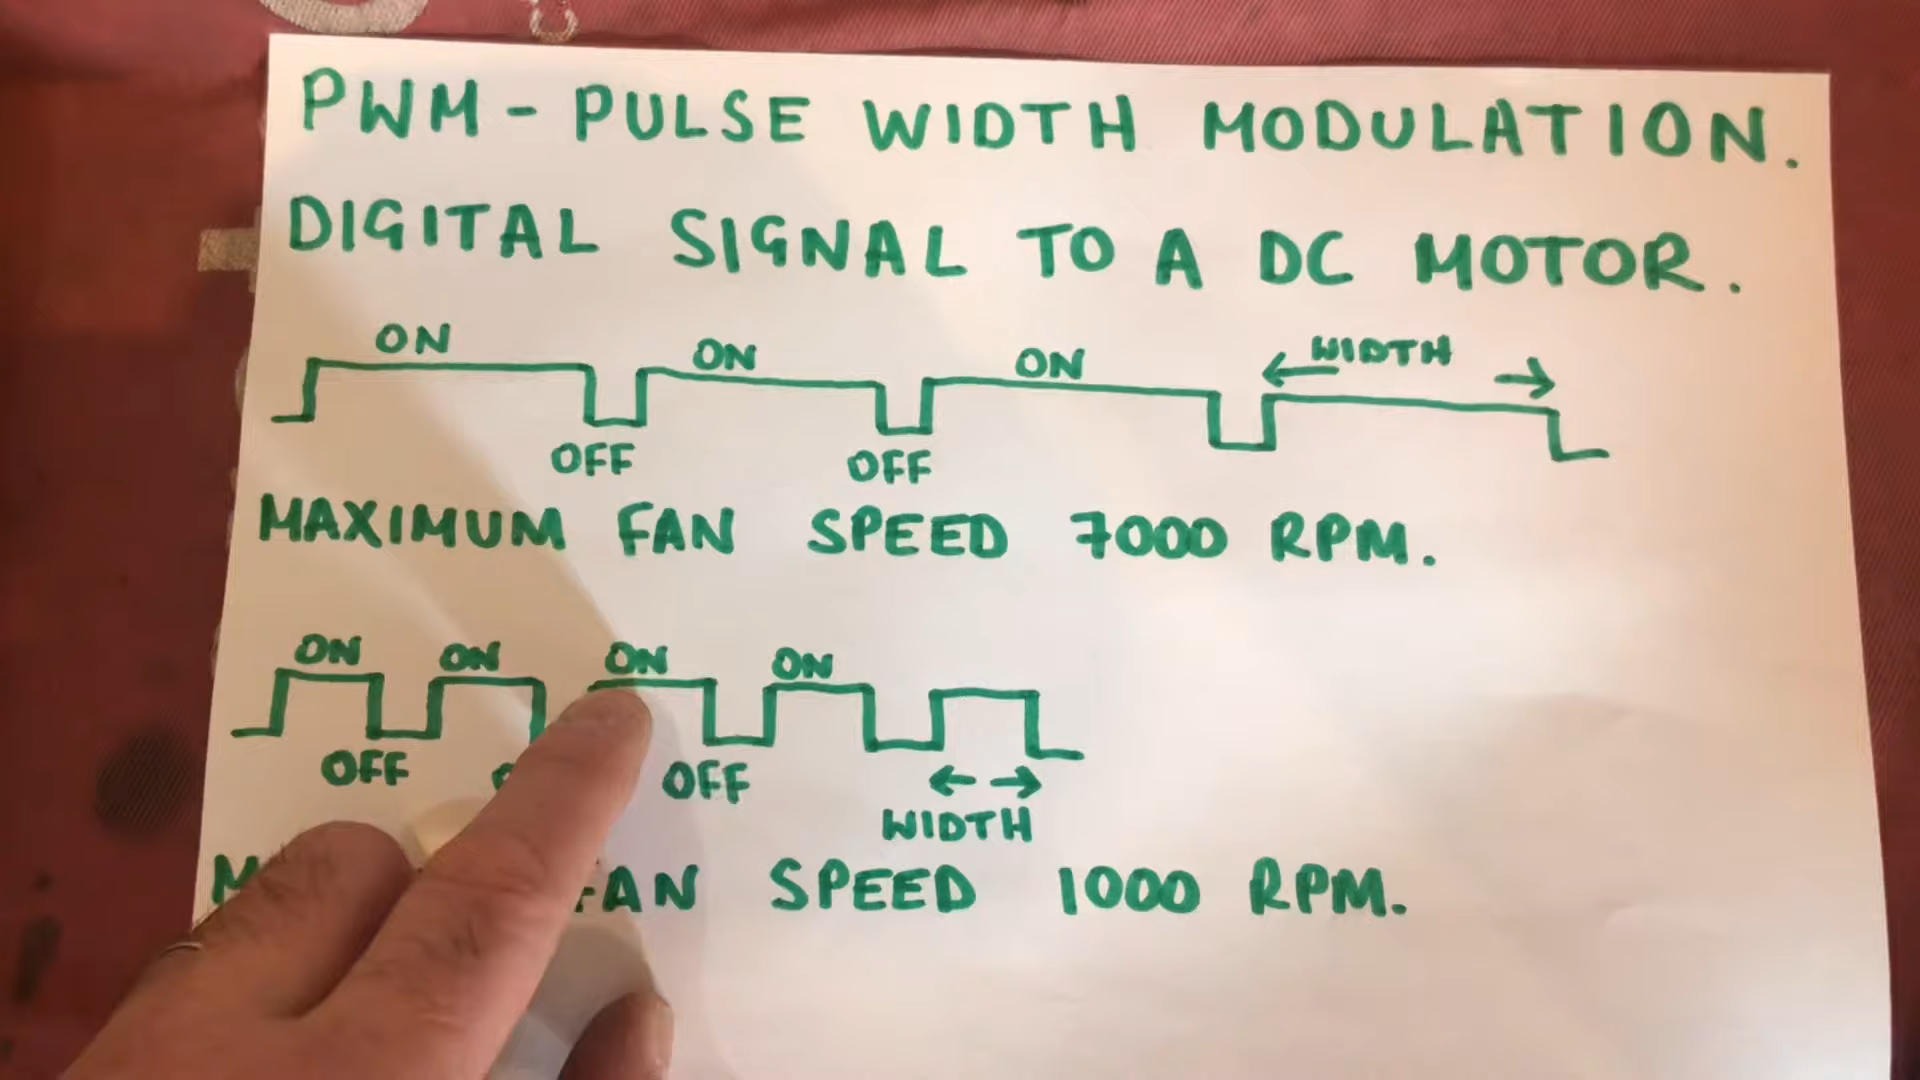 PWM - PULSE WIDTH MODULATION.
DIGITAL SIGNAL TO A DC MOTOR.
ON ON ON WIDTH
OFF OFF
MAXIMUM FAN SPEED 7000 RPM.
ON ON ON ON
OFF OFF
WIDTH
FAN SPEED 1000 RPM.